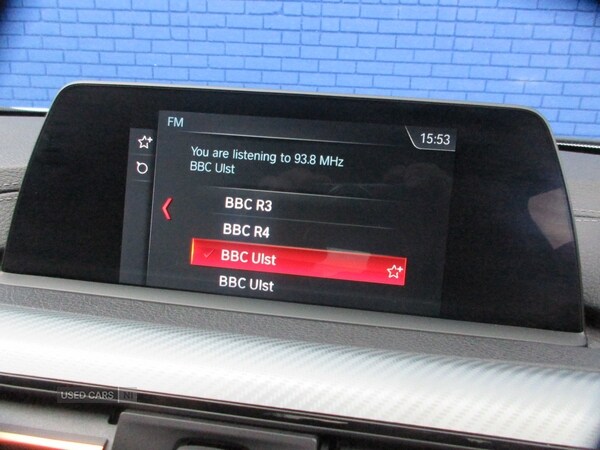 FM
15:53
You are listening to 93.8 MHz
BBC Ulst
BBC R3
BBC R4
BBC Ulst
BBC Ulst
USED CARS NI